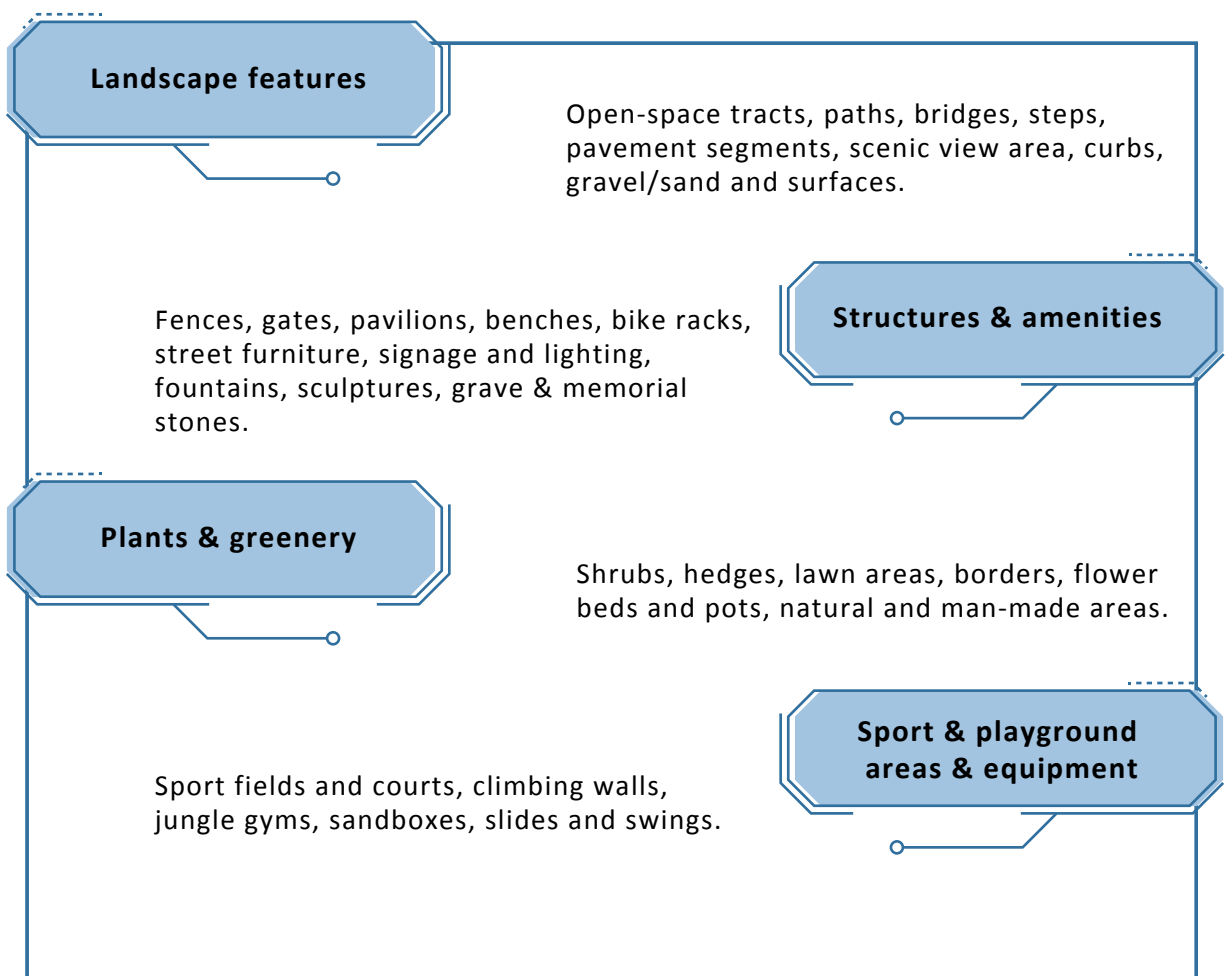 Landscape features
Open-space tracts, paths, bridges, steps,
pavement segments, scenic view area, curbs,
gravel/sand and surfaces.
Structures & amenities
Fences, gates, pavilions, benches, bike racks,
street furniture, signage and lighting,
fountains, sculptures, grave & memorial
stones.
Plants & greenery
Shrubs, hedges, lawn areas, borders, flower
beds and pots, natural and man-made areas.
Sport & playground
areas & equipment
Sport fields and courts, climbing walls,
jungle gyms, sandboxes, slides and swings.